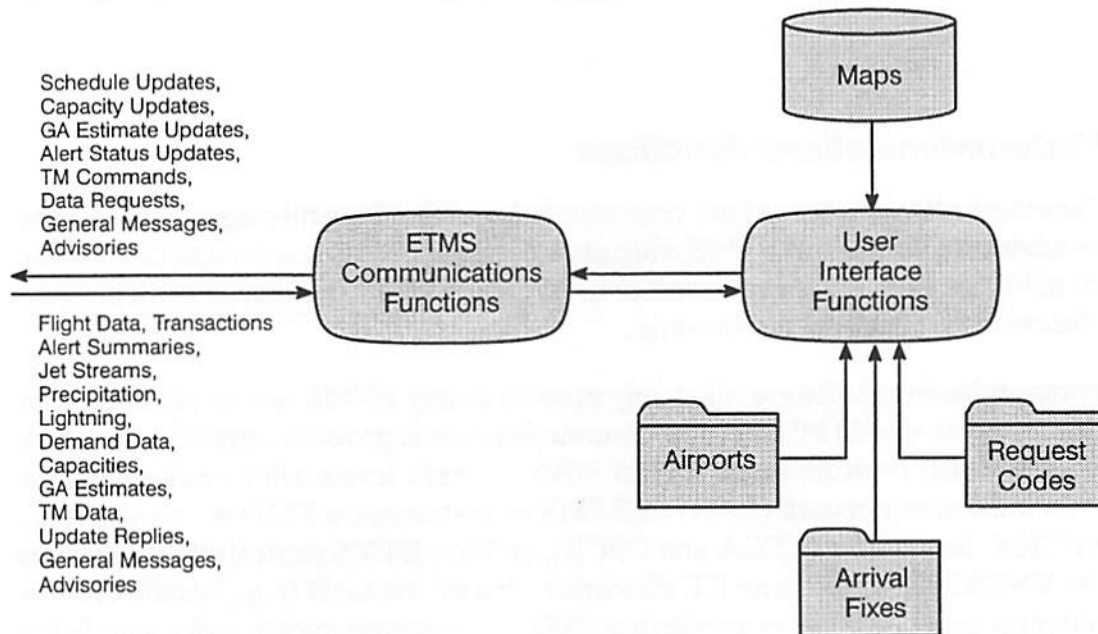 Schedule Updates,
Capacity Updates,
GA Estimate Updates,
Alert Status Updates,
TM Commands,
Data Requests,
General Messages,
Advisories
Maps
ETMS
Communications
Functions
User
Interface
Functions
Flight Data, Transactions
Alert Summaries,
Jet Streams,
Precipitation,
Lightning,
Demand Data,
Capacities,
GA Estimates,
TM Data,
Update Replies,
General Messages,
Advisories
Airports
Request
Codes
Arrival
Fixes